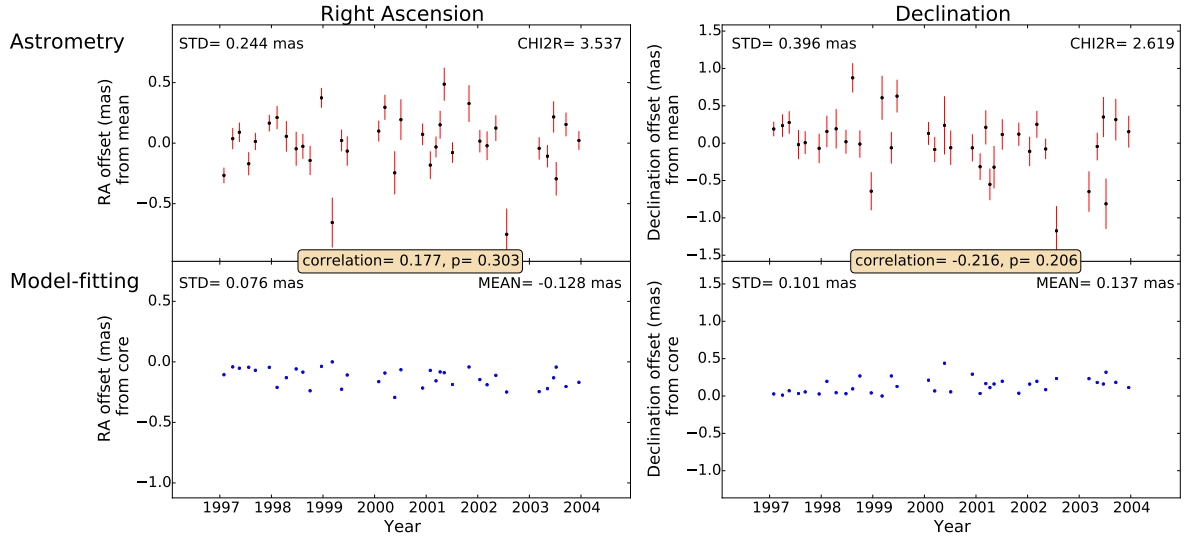 Right Ascension
Declination
Astrometry
STD= 0.244 mas
CHI2R= 3.537
RA offset (mas)
from mean
0.5
0.0
−0.5
STD= 0.396 mas
CHI2R= 2.619
Declination offset (mas)
from mean
1.5
1.0
0.5
0.0
−0.5
−1.0
−1.5
correlation= 0.177, p= 0.303
correlation= -0.216, p= 0.206
Model-fitting
STD= 0.076 mas
MEAN= -0.128 mas
RA offset (mas)
from core
0.5
0.0
−0.5
−1.0
1997 1998 1999 2000 2001 2002 2003 2004
Year
STD= 0.101 mas
MEAN= 0.137 mas
Declination offset (mas)
from core
1.5
1.0
0.5
0.0
−0.5
−1.0
1997 1998 1999 2000 2001 2002 2003 2004
Year